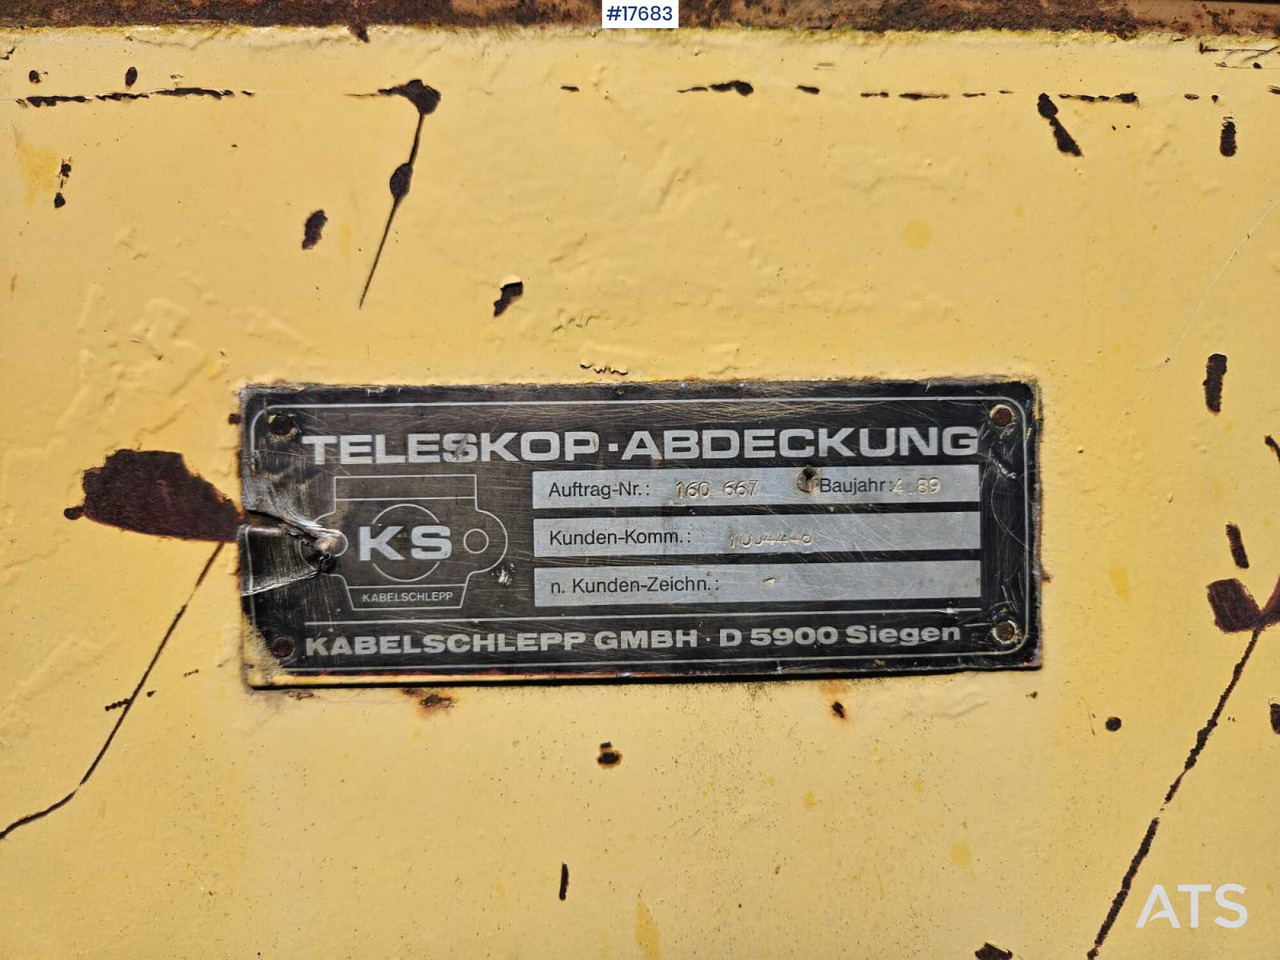 #17683
TELESKOP·ABDECKUNG
Auftrag-Nr.: 160 667 Baujahr: 4.89
KS
Kunden-Komm.:
n. Kunden-Zeichn.: -
KABELSCHLEPP
KABELSCHLEPP GMBH · D 5900 Siegen
ATS